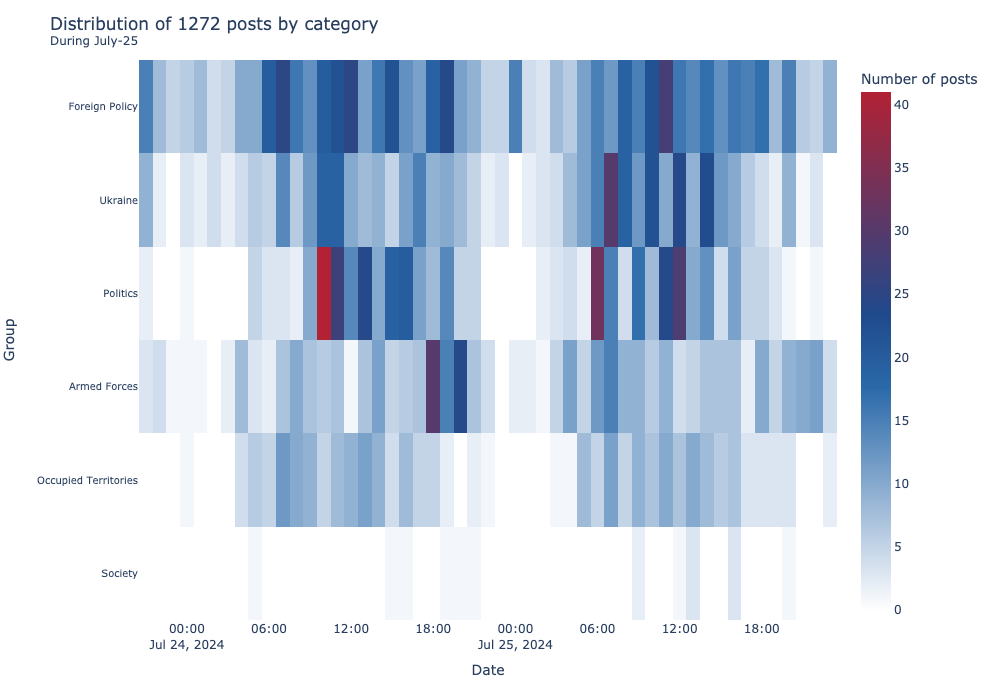 Distribution of 1272 posts by category
During July-25
Number of posts
Foreign Policy
Ukraine
Politics
Armed Forces
Occupied Territories
Society
Group
40
35
30
25
20
15
10
5
0
00:00 06:00 12:00 18:00 00:00 06:00 12:00 18:00
Jul 24, 2024 Jul 25, 2024
Date